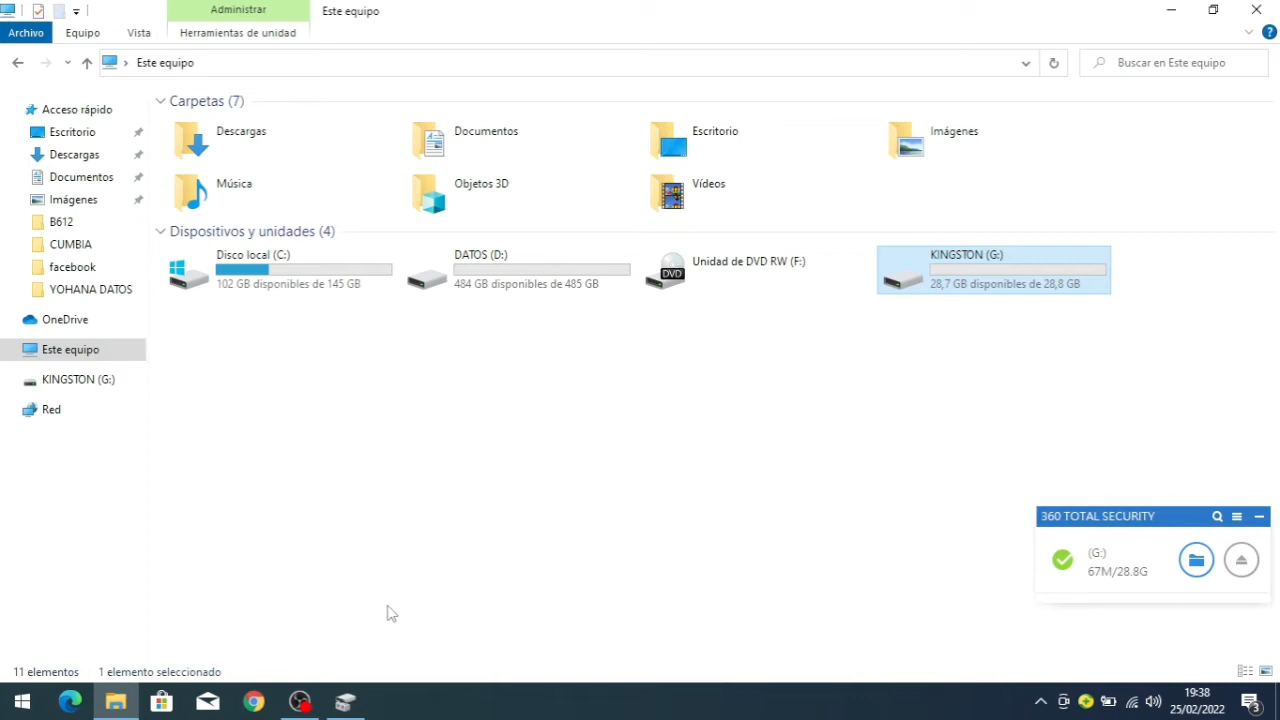 Administrar
Este equipo
Archivo
Equipo
Vista
Herramientas de unidad
Este equipo
Buscar en Este equipo
Acceso rápido
Escritorio
Descargas
Documentos
Imágenes
B612
CUMBIA
facebook
YOHANA DATOS
OneDrive
Este equipo
KINGSTON (G:)
Red
Carpetas (7)
Descargas
Documentos
Escritorio
Imágenes
Música
Objetos 3D
Vídeos
Dispositivos y unidades (4)
Disco local (C:)
102 GB disponibles de 145 GB
DATOS (D:)
484 GB disponibles de 485 GB
DVD
Unidad de DVD RW (F:)
KINGSTON (G:)
28,7 GB disponibles de 28,8 GB
360 TOTAL SECURITY
(G:)
67M/28.8G
11 elementos
1 elemento seleccionado
19:38
25/02/2022
3